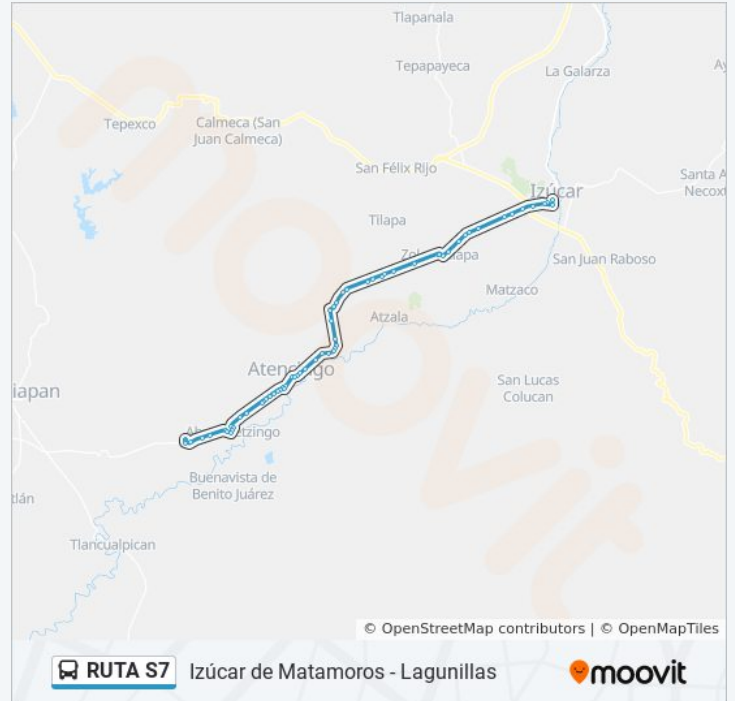 Tlapanala
Tepapayeca
La Galarza
Tepexco
Calmeca (San
Juan Calmeca)
San Félix Rijo
Izúcar
Santa A
Necoxt
Tilapa
San Juan Raboso
Matzaco
Atzala
Atencingo
San Lucas
Colucan
iapan
Buenavista de
Benito Juárez
tlán
Tlancualpican
moovit
© OpenStreetMap contributors | © OpenMapTiles
RUTA S7 Izúcar de Matamoros - Lagunillas moovit